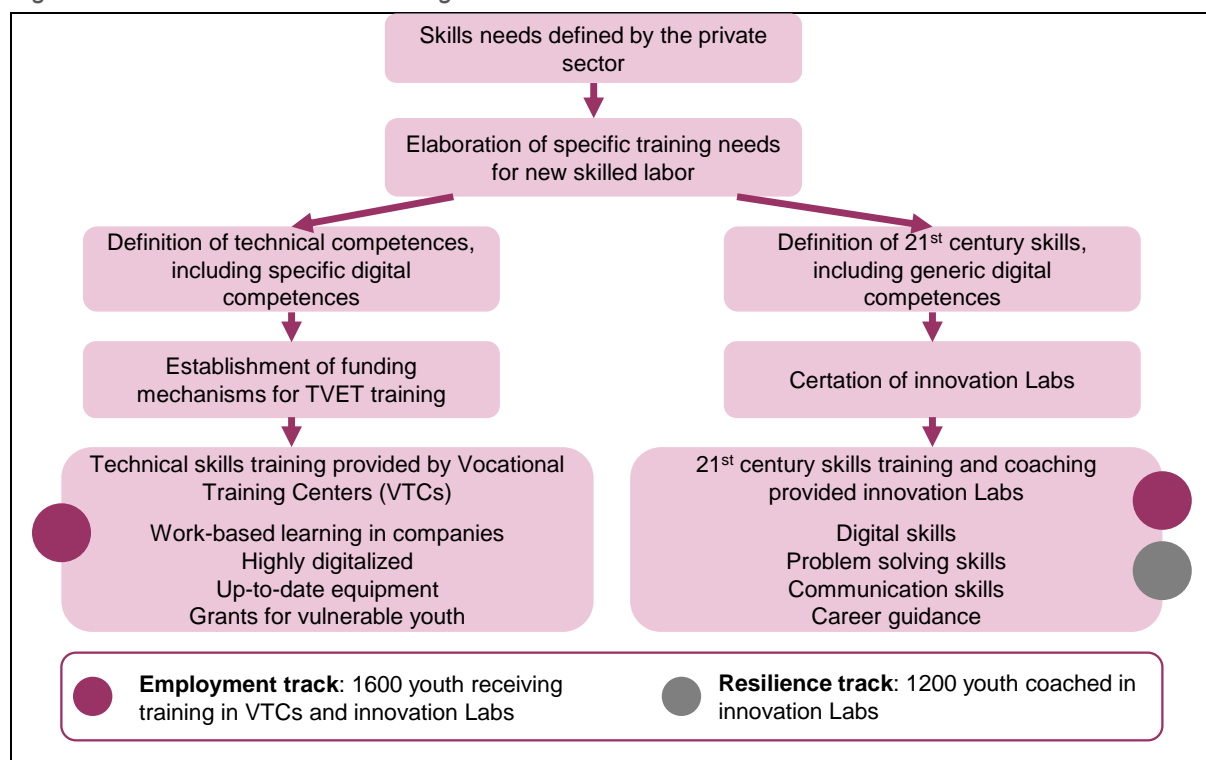 Skills needs defined by the private
sector
Elaboration of specific training needs
for new skilled labor
Definition of technical competences,
including specific digital
competences
Definition of 21st century skills,
including generic digital
competences
Establishment of funding
mechanisms for TVET training
Certation of innovation Labs
Technical skills training provided by Vocational
Training Centers (VTCs)
Work-based learning in companies
Highly digitalized
Up-to-date equipment
Grants for vulnerable youth
21st century skills training and coaching
provided innovation Labs
Digital skills
Problem solving skills
Communication skills
Career guidance
Employment track: 1600 youth receiving
training in VTCs and innovation Labs
Resilience track: 1200 youth coached in
innovation Labs